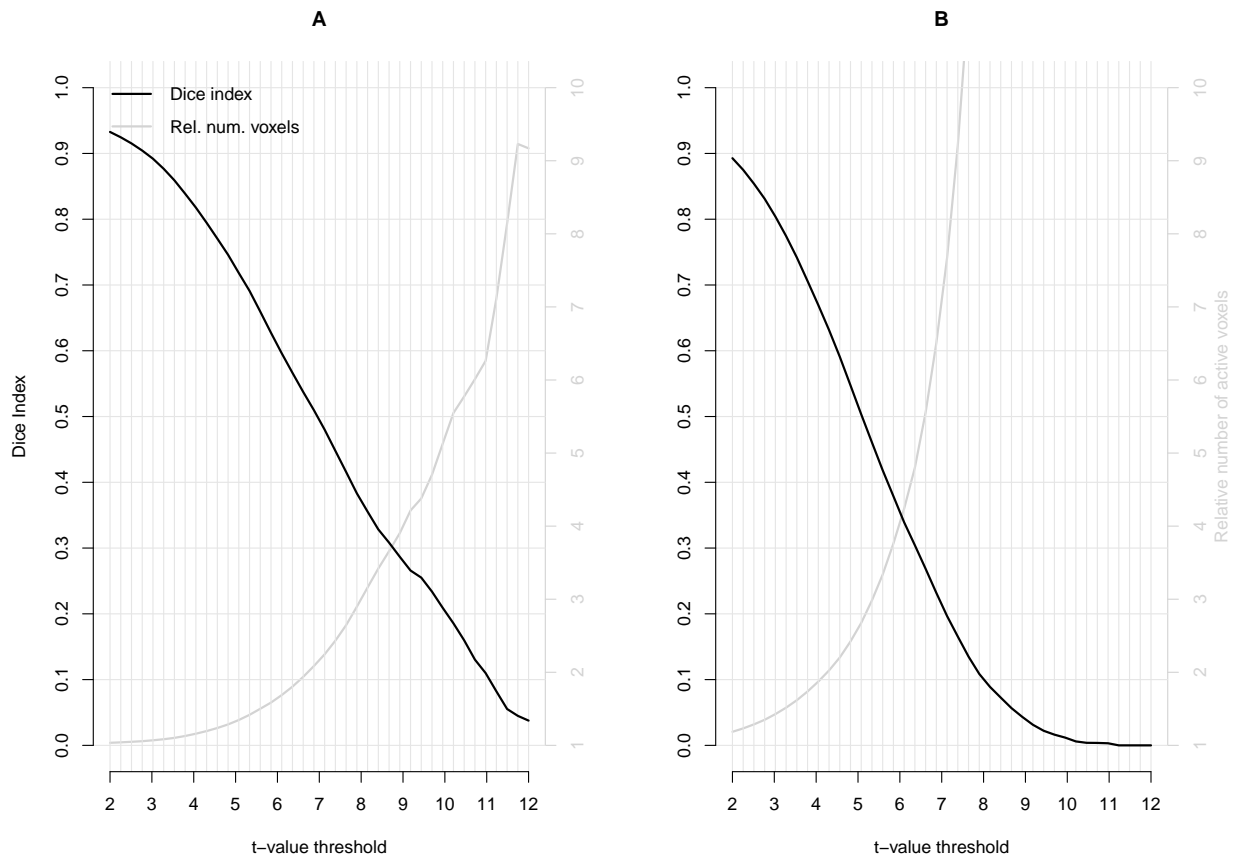 A
B
Dice index
Rel. num. voxels
Dice Index
0.0 0.1 0.2 0.3 0.4 0.5 0.6 0.7 0.8 0.9 1.0
1 2 3 4 5 6 7 8 9 10
2 3 4 5 6 7 8 9 10 11 12
t−value threshold
0.0 0.1 0.2 0.3 0.4 0.5 0.6 0.7 0.8 0.9 1.0
1 2 3 4 5 6 7 8 9 10
Relative number of active voxels
2 3 4 5 6 7 8 9 10 11 12
t−value threshold